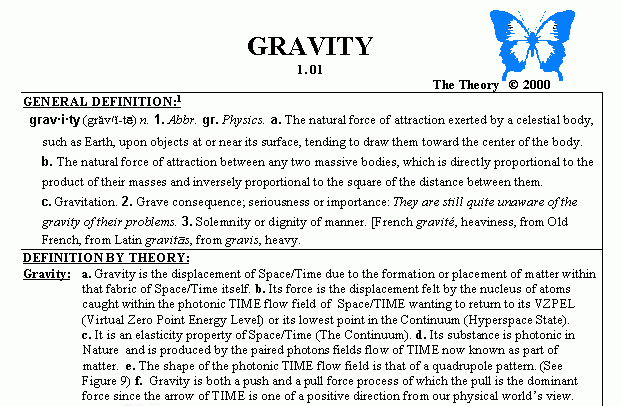 GRAVITY
1.01
The Theory © 2000
GENERAL DEFINITION:1
grav·i·ty (grăv′ĭ-tē) n. 1. Abbr. gr. Physics. a. The natural force of attraction exerted by a celestial body,
such as Earth, upon objects at or near its surface, tending to draw them toward the center of the body.
b. The natural force of attraction between any two massive bodies, which is directly proportional to the
product of their masses and inversely proportional to the square of the distance between them.
c. Gravitation. 2. Grave consequence; seriousness or importance: They are still quite unaware of the
gravity of their problems. 3. Solemnity or dignity of manner. [French gravité, heaviness, from Old
French, from Latin gravitās, from gravis, heavy.
DEFINITION BY THEORY:
Gravity: a. Gravity is the displacement of Space/Time due to the formation or placement of matter within
that fabric of Space/Time itself. b. Its force is the displacement felt by the nucleus of atoms
caught within the photonic TIME flow field of Space/TIME wanting to return to its VZPEL
(Virtual Zero Point Energy Level) or its lowest point in the Continuum (Hyperspace State).
c. It is an elasticity property of Space/Time (The Continuum). d. Its substance is photonic in
Nature and is produced by the paired photons fields flow of TIME now known as part of
matter. e. The shape of the photonic TIME flow field is that of a quadrupole pattern. (See
Figure 9) f. Gravity is both a push and a pull force process of which the pull is the dominant
force since the arrow of TIME is one of a positive direction from our physical world's view.